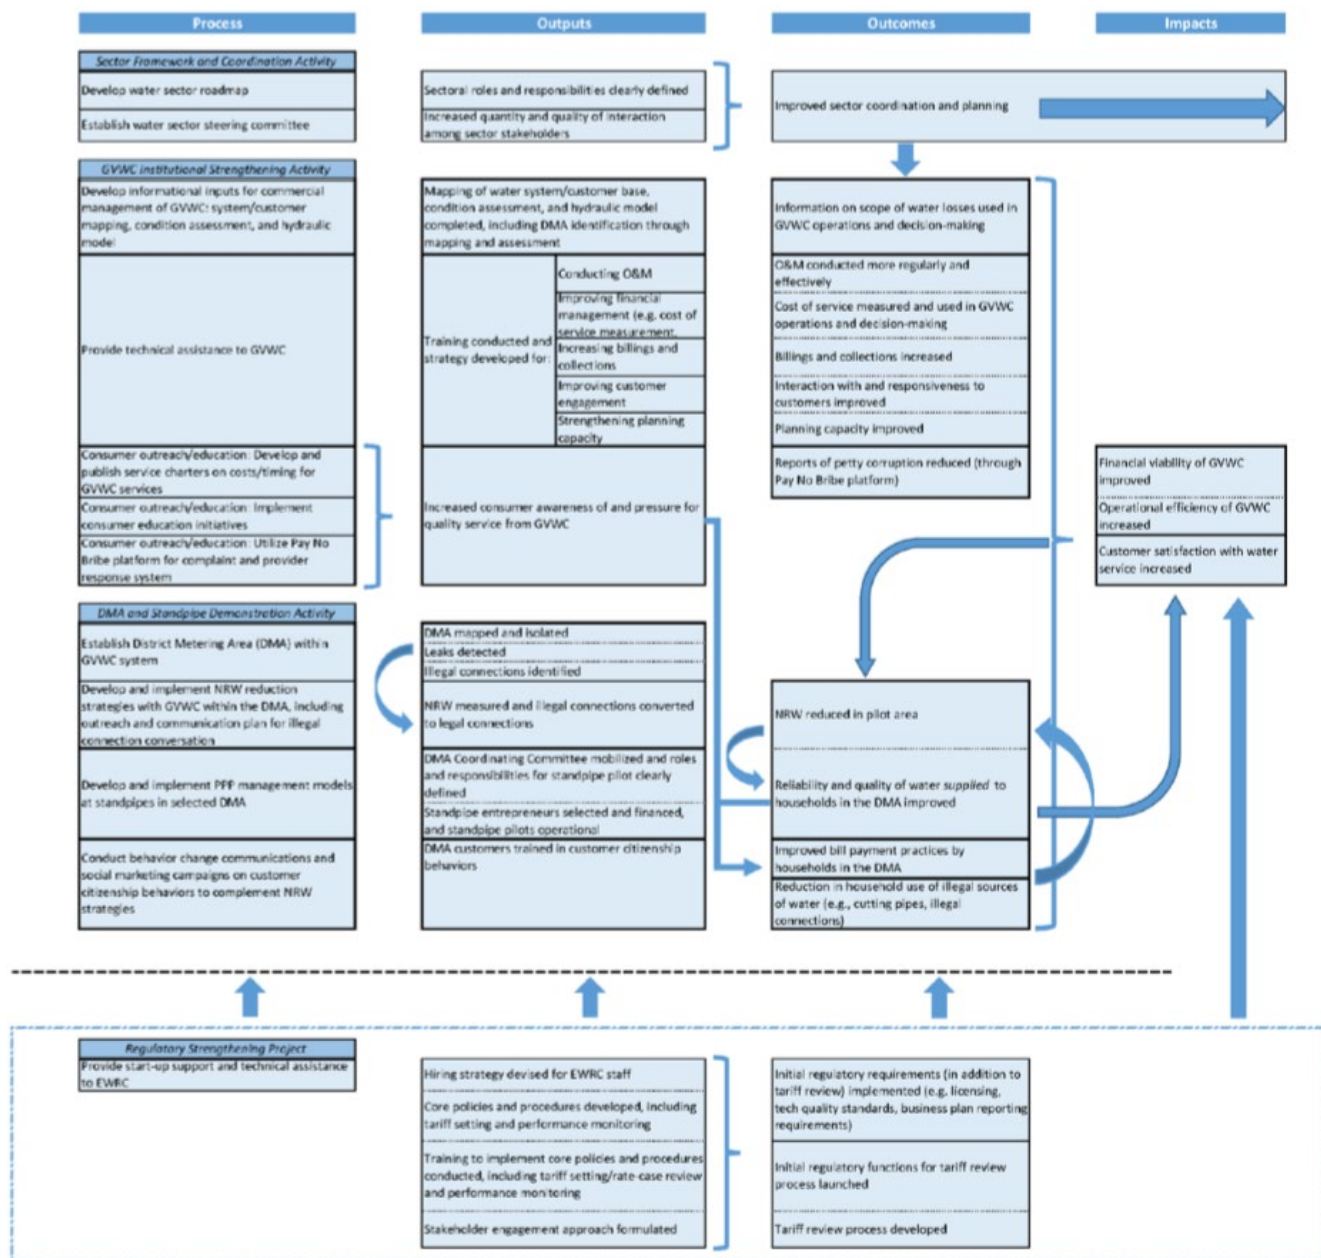 Process
Outputs
Outcomes
Impacts
Sector Framework and Coordination Activity
Develop water sector roadmap
Establish water sector steering committee
Sectoral roles and responsibilities clearly defined
Increased quantity and quality of interaction
among sector stakeholders
Improved sector coordination and planning
GVWC Institutional Strengthening Activity
Develop informational inputs for commercial
management of GVWC: system/customer
mapping, condition assessment, and hydraulic
model
Provide technical assistance to GVWC
Consumer outreach/education: Develop and
publish service charters on costs/timing for
GVWC services
Consumer outreach/education: Implement
consumer education initiatives
Consumer outreach/education: Utilize Pay No
Bribe platform for complaint and provider
response system
Mapping of water system/customer base,
condition assessment, and hydraulic model
completed, including DMA identification through
mapping and assessment
Training conducted and
strategy developed for:
Conducting O&M
Improving financial
management (e.g. cost of
service measurement,
Increasing billings and
collections
Improving customer
engagement
Strengthening planning
capacity
Increased consumer awareness of and pressure for
quality service from GVWC
Information on scope of water losses used in
GVWC operations and decision-making
O&M conducted more regularly and
effectively
Cost of service measured and used in GVWC
operations and decision-making
Billings and collections increased
Interaction with and responsiveness to
customers improved
Planning capacity improved
Reports of petty corruption reduced (through
Pay No Bribe platform)
Financial viability of GVWC
improved
Operational efficiency of GVWC
increased
Customer satisfaction with water
service increased
DMA and Standpipe Demonstration Activity
Establish District Metering Area (DMA) within
GVWC system
Develop and implement NRW reduction
strategies with GVWC within the DMA, including
outreach and communication plan for illegal
connection conversation
Develop and implement PPP management models
at standpipes in selected DMA
Conduct behavior change communications and
social marketing campaigns on customer
citizenship behaviors to complement NRW
strategies
DMA mapped and isolated
Leaks detected
Illegal connections identified
NRW measured and illegal connections converted
to legal connections
DMA Coordinating Committee mobilized and roles
and responsibilities for standpipe pilot clearly
defined
Standpipe entrepreneurs selected and financed,
and standpipe pilots operational
DMA customers trained in customer citizenship
behaviors
NRW reduced in pilot area
Reliability and quality of water supplied to
households in the DMA improved
Improved bill payment practices by
households in the DMA
Reduction in household use of illegal sources
of water (e.g., cutting pipes, illegal
connections)
Regulatory Strengthening Project
Provide start-up support and technical assistance
to EWRC
Hiring strategy devised for EWRC staff
Core policies and procedures developed, including
tariff setting and performance monitoring
Training to implement core policies and procedures
conducted, including tariff setting/rate-case review
and performance monitoring
Stakeholder engagement approach formulated
Initial regulatory requirements (in addition to
tariff review) implemented (e.g. licensing,
tech quality standards, business plan reporting
requirements)
Initial regulatory functions for tariff review
process launched
Tariff review process developed